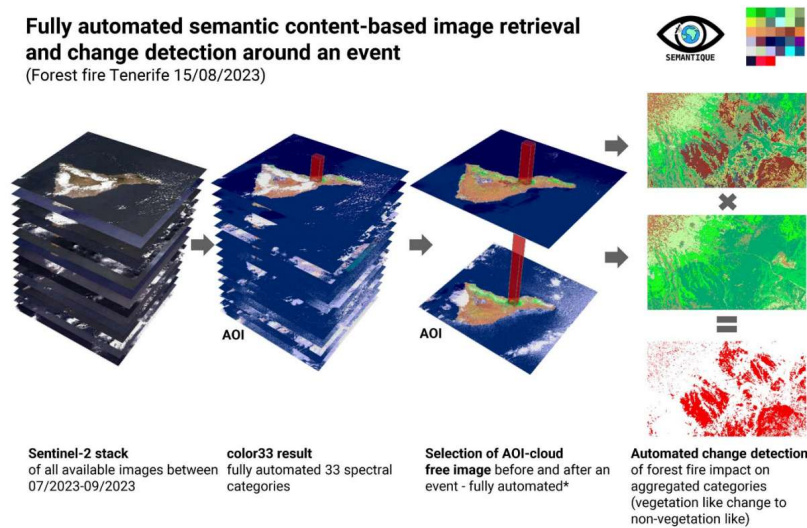 Fully automated semantic content-based image retrieval
and change detection around an event
(Forest fire Tenerife 15/08/2023)
SEMANTIQUE
AOI
AOI
Sentinel-2 stack
of all available images between
07/2023-09/2023
color33 result
fully automated 33 spectral
categories
Selection of AOI-cloud
free image before and after an
event - fully automated*
Automated change detection
of forest fire impact on
aggregated categories
(vegetation like change to
non-vegetation like)